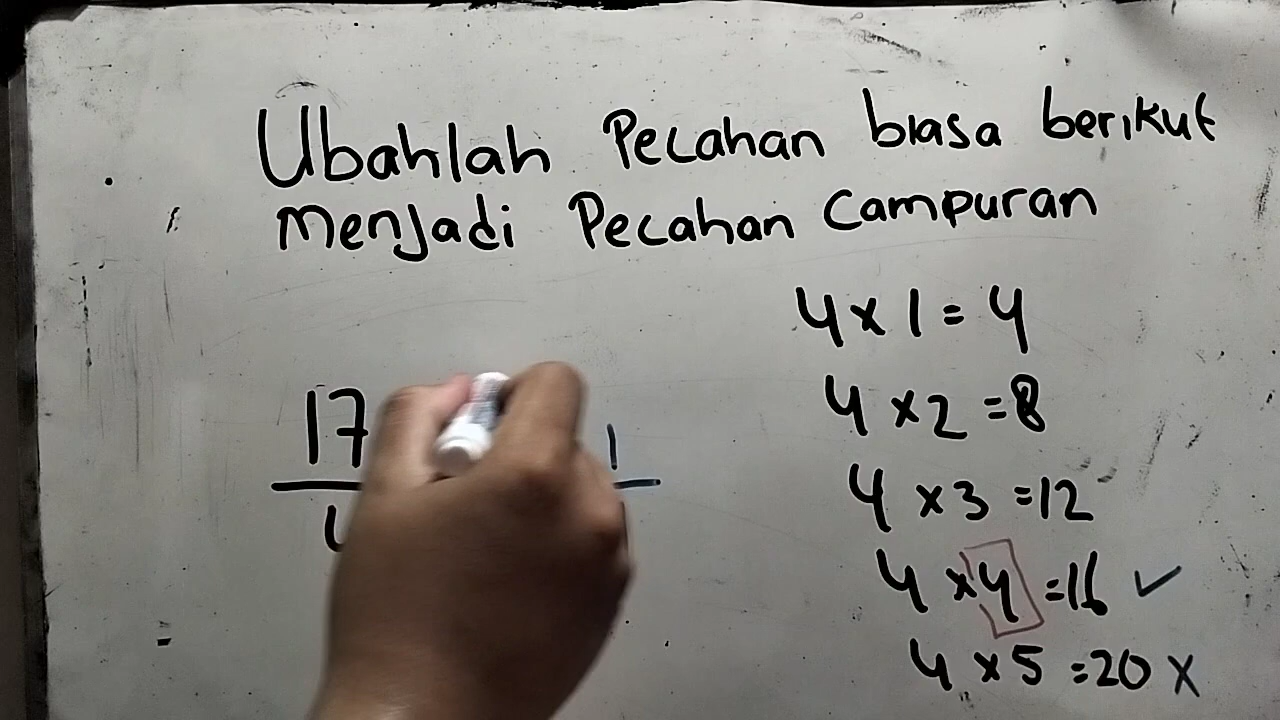 Ubahlah Pecahan biasa berikut
Menjadi Pecahan Campuran
4 x 1 = 4
4 x 2 = 8
4 x 3 = 12
4 x 4 = 16 ✓
4 x 5 = 20 x
17
1